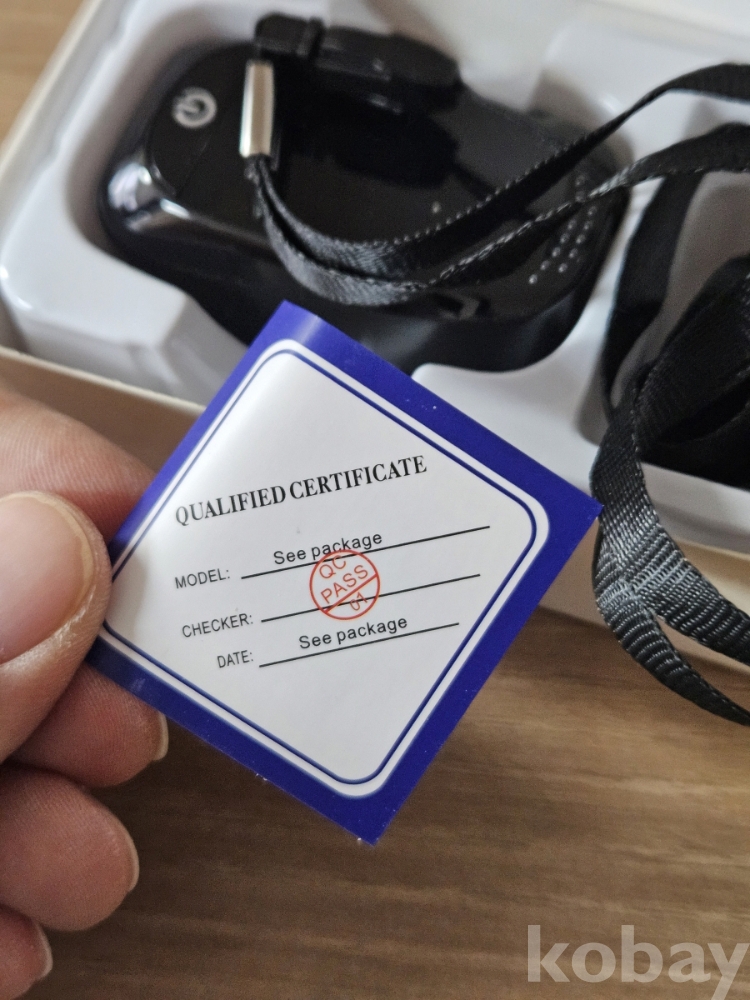 QUALIFIED CERTIFICATE
MODEL: See package
QC
PASS
01
CHECKER:
DATE: See package
kobay